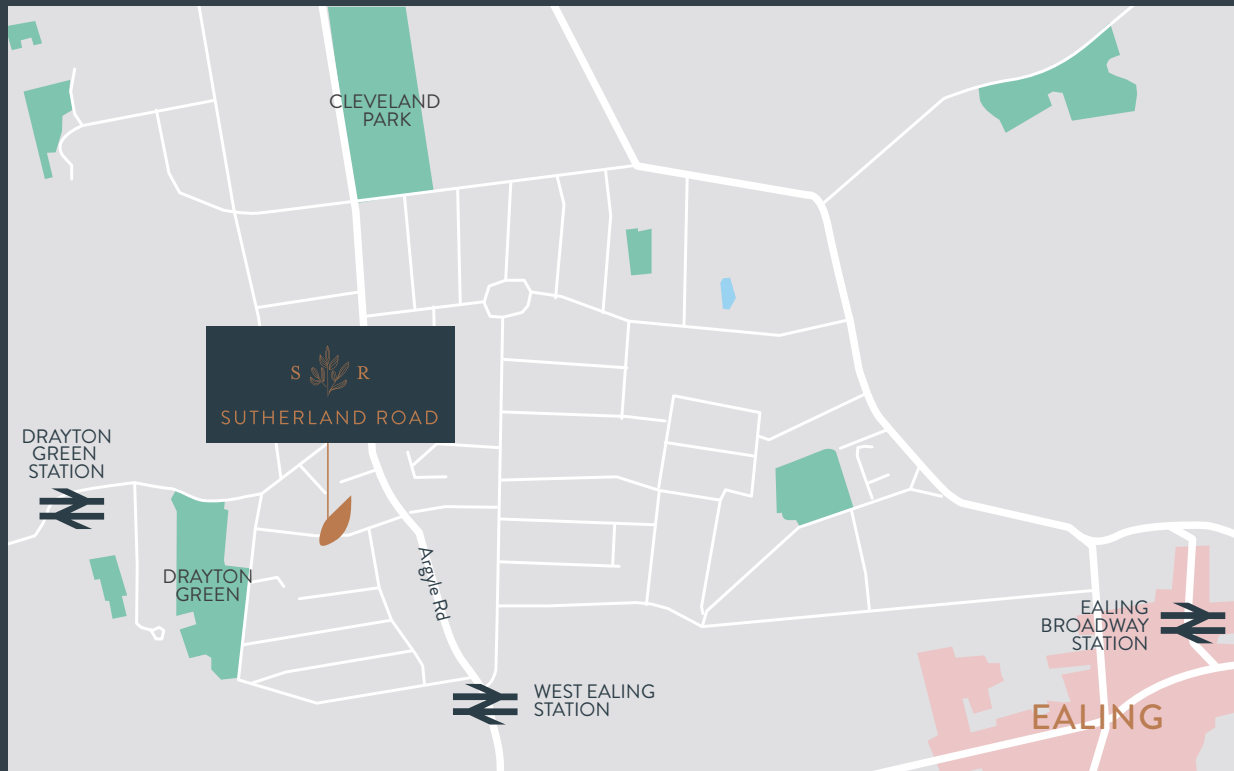 CLEVELAND
PARK
S R
SUTHERLAND ROAD
DRAYTON
GREEN
STATION
DRAYTON
GREEN
Argyle Rd
EALING
BROADWAY
STATION
WEST EALING
STATION
EALING